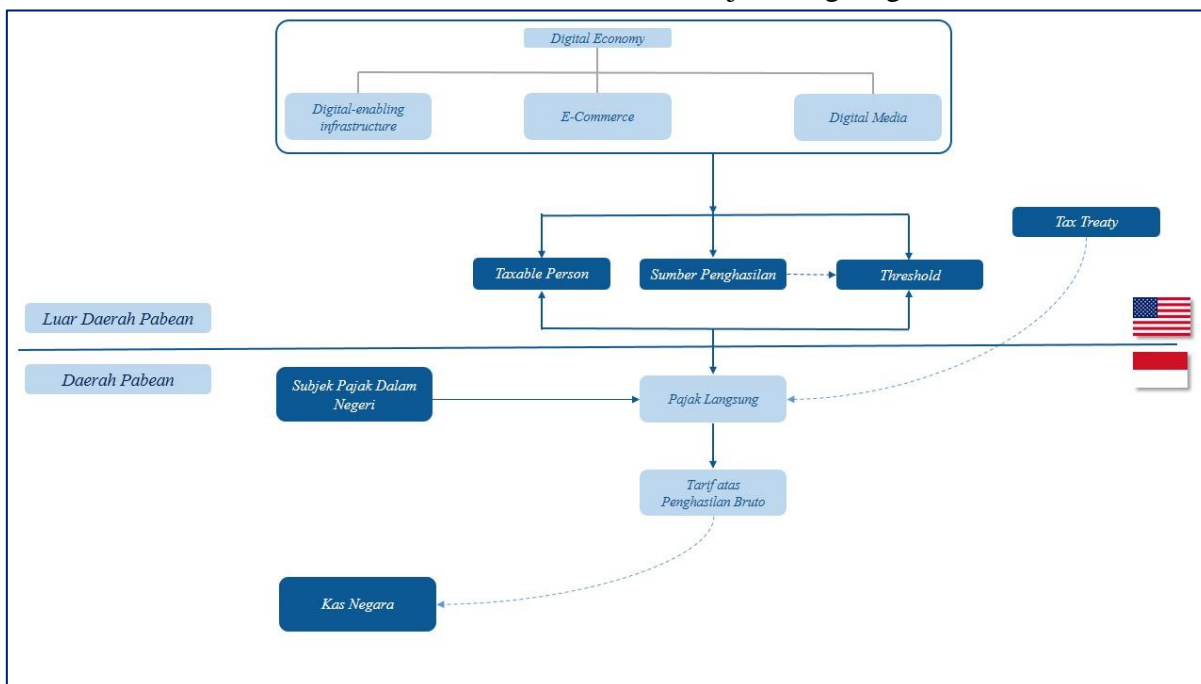 Digital Economy
Digital-enabling
infrastructure
E-Commerce
Digital Media
Tax Treaty
Taxable Person
Sumber Penghasilan
Threshold
Luar Daerah Pabean
Daerah Pabean
Subjek Pajak Dalam
Negeri
Pajak Langsung
Tarif atas
Penghasilan Bruto
Kas Negara